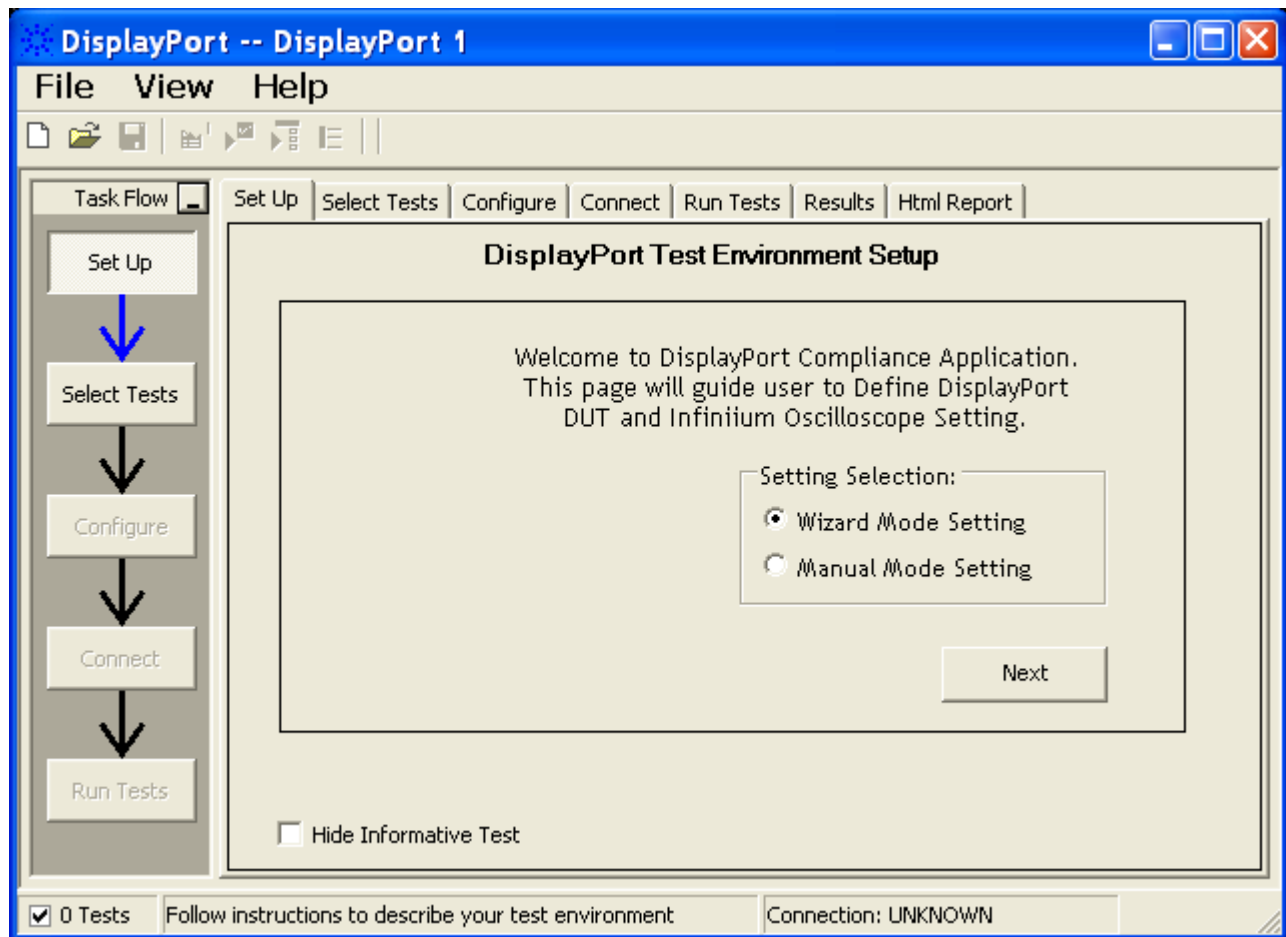 DisplayPort -- DisplayPort 1
File View Help
Task Flow
Set Up
Select Tests
Configure
Connect
Run Tests
Set Up Select Tests Configure Connect Run Tests Results Html Report
DisplayPort Test Environment Setup
Welcome to DisplayPort Compliance Application.
This page will guide user to Define DisplayPort
DUT and Infiniium Oscilloscope Setting.
Setting Selection:
Wizard Mode Setting
Manual Mode Setting
Next
Hide Informative Test
0 Tests Follow instructions to describe your test environment Connection: UNKNOWN